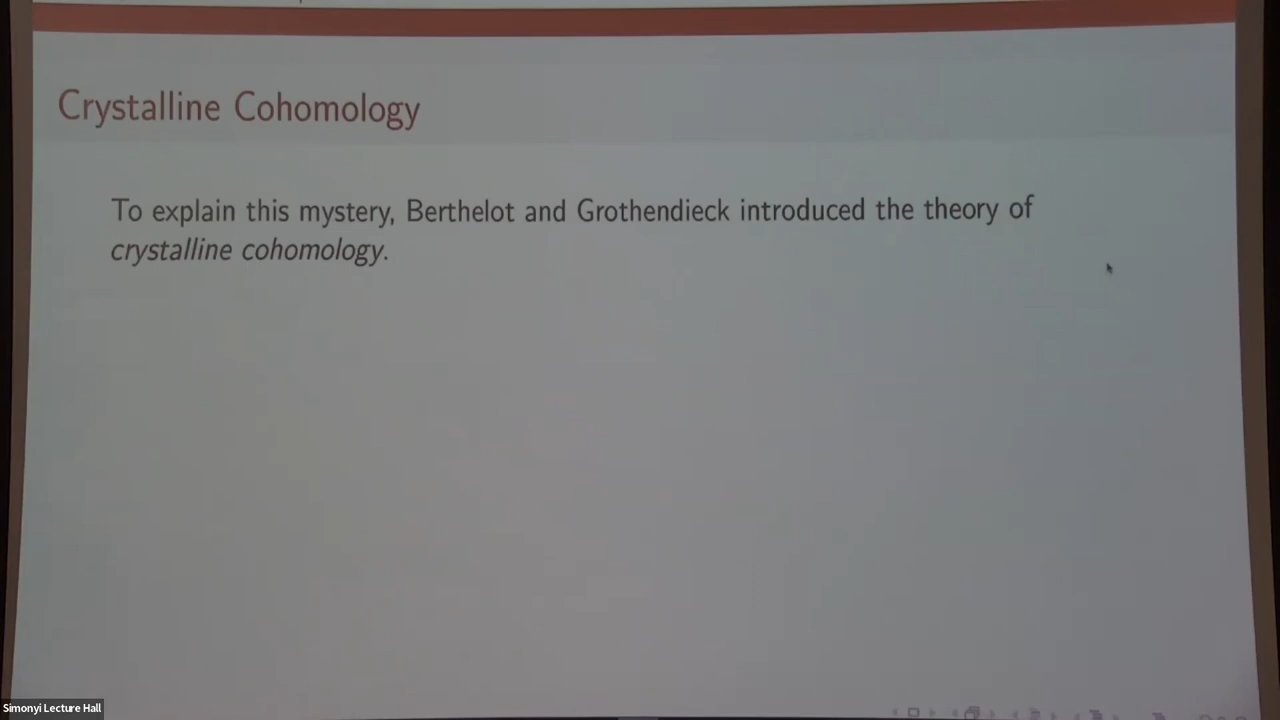 Crystalline Cohomology
To explain this mystery, Berthelot and Grothendieck introduced the theory of
crystalline cohomology.
Simonyi Lecture Hall